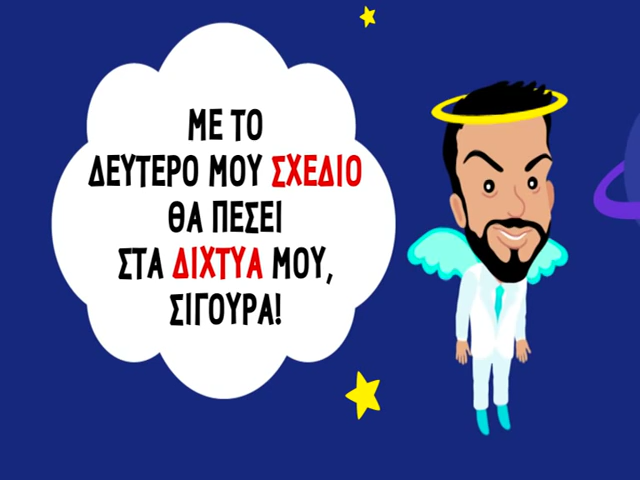 ΜΕ ΤΟ
ΔΕΥΤΕΡΟ ΜΟΥ ΣΧΕΔΙΟ
ΘΑ ΠΕΣΕΙ
ΣΤΑ ΔΙΧΤΥΑ ΜΟΥ,
ΣΙΓΟΥΡΑ!